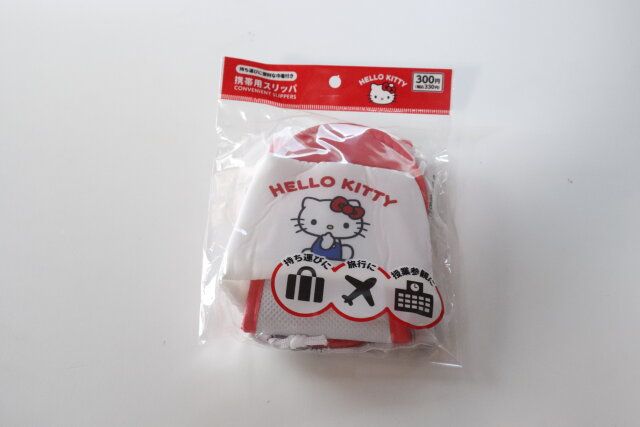 持ち運びに便利な巾着付き
携帯用スリッパ
CONVENIENT SLIPPERS
HELLO KITTY
300円
(税込330円)
HELLO KITTY
持ち運びに
旅行に
授業参観に